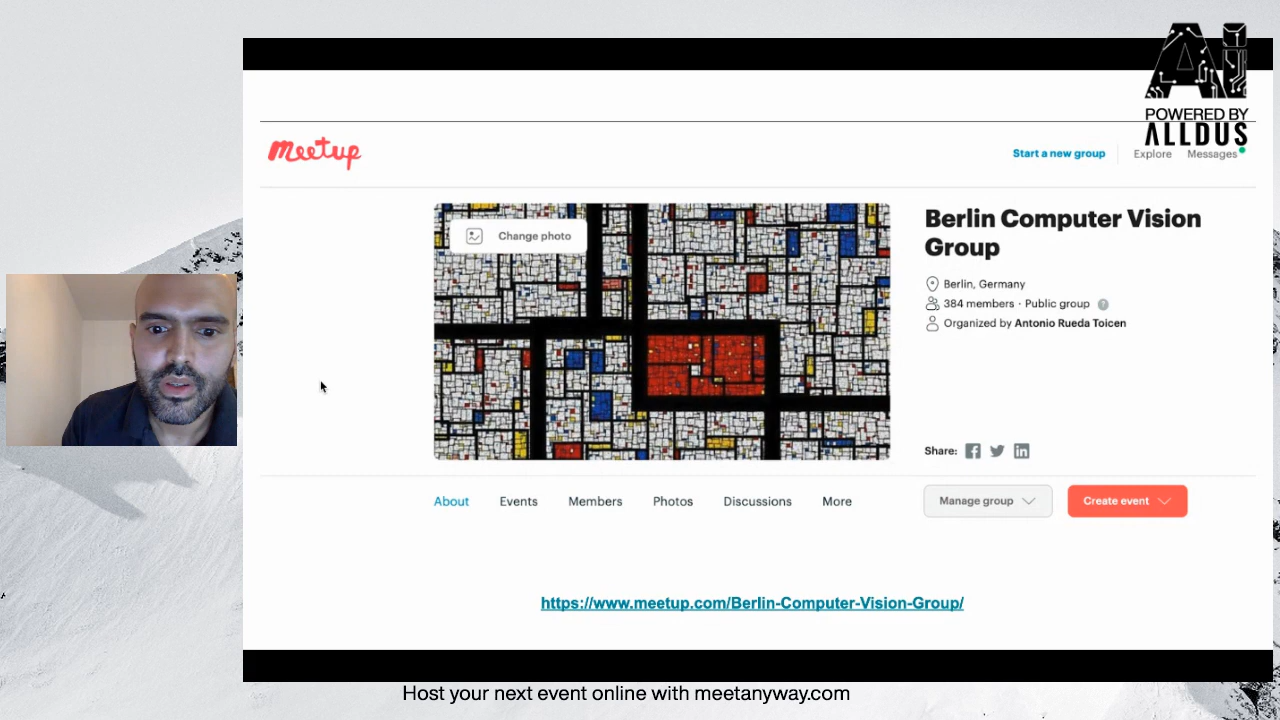 Ai
POWERED BY
ALLDUS
meetup
Start a new group
Explore
Messages
Change photo
Berlin Computer Vision
Group
Berlin, Germany
384 members · Public group ?
Organized by Antonio Rueda Toicen
Share:
About
Events
Members
Photos
Discussions
More
Manage group
Create event
https://www.meetup.com/Berlin-Computer-Vision-Group/
Host your next event online with meetanyway.com